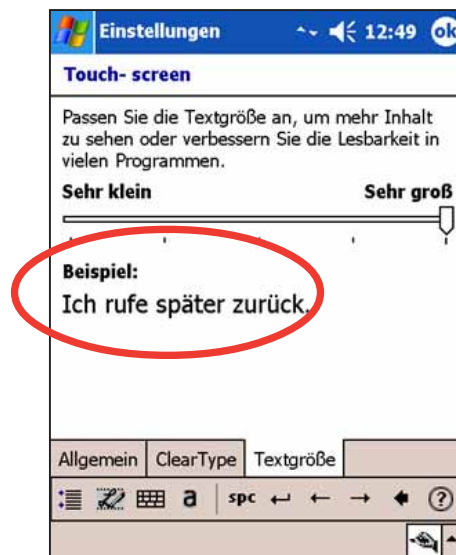 Einstellungen 12:49 ok
Touch- screen
Passen Sie die Textgröße an, um mehr Inhalt
zu sehen oder verbessern Sie die Lesbarkeit in
vielen Programmen.
Sehr klein Sehr groß
Beispiel:
Ich rufe später zurück.
Allgemein ClearType Textgröße
a spc ?